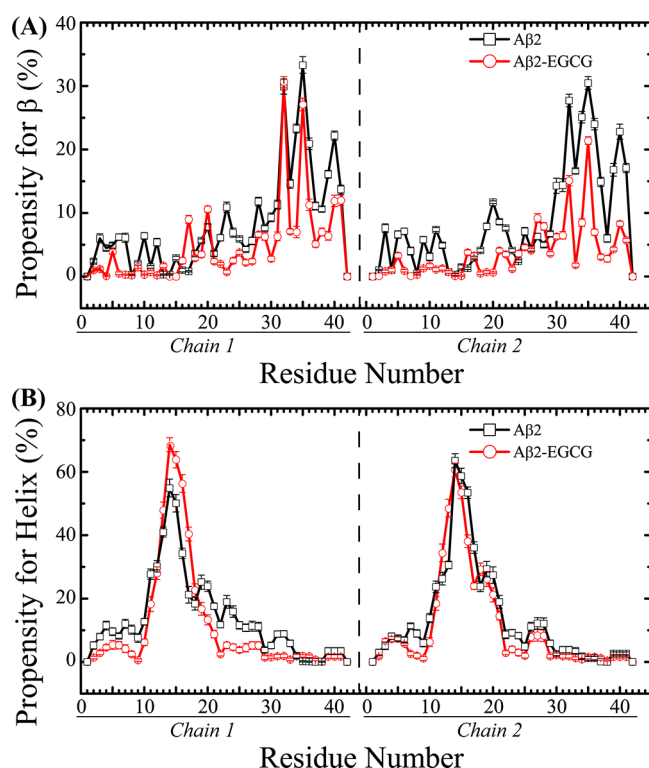 (A)
Propensity for β (%)
40
30
20
10
0
Aβ2
Aβ2-EGCG
0 10 20 30 40 0 10 20 30 40
Chain 1 Chain 2
Residue Number
(B)
Propensity for Helix (%)
80
60
40
20
0
Aβ2
Aβ2-EGCG
0 10 20 30 40 0 10 20 30 40
Chain 1 Chain 2
Residue Number